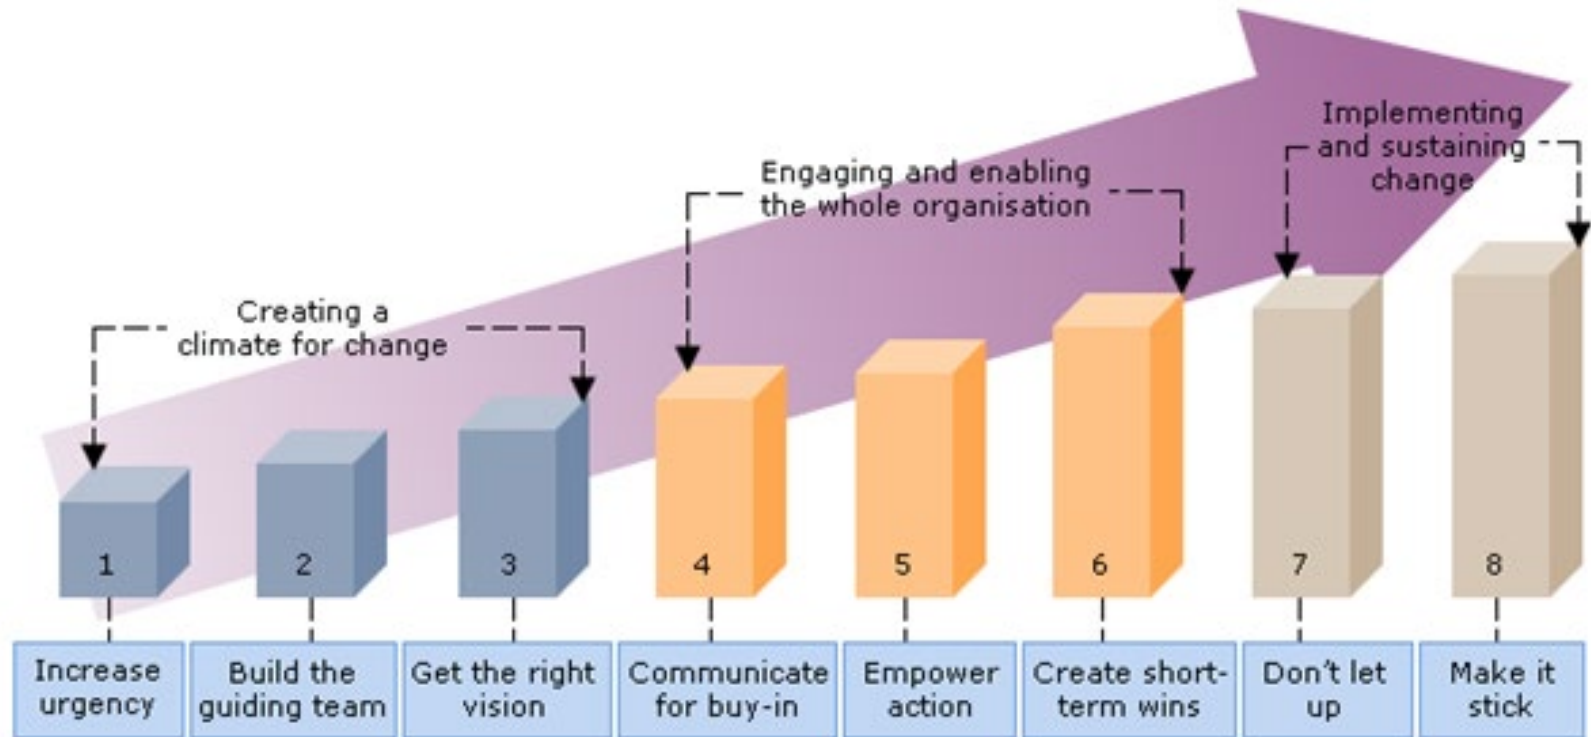 Implementing
and sustaining
change
Engaging and enabling
the whole organisation
Creating a
climate for change
1
2
3
4
5
6
7
8
Increase
urgency
Build the
guiding team
Get the right
vision
Communicate
for buy-in
Empower
action
Create short-
term wins
Don't let
up
Make it
stick